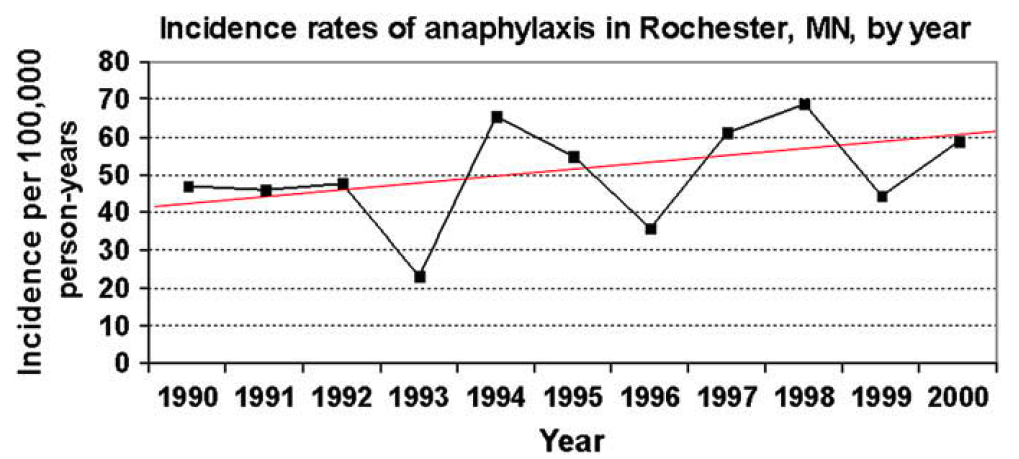 Incidence rates of anaphylaxis in Rochester, MN, by year
Incidence per 100,000
person-years
80
70
60
50
40
30
20
10
0
1990 1991 1992 1993 1994 1995 1996 1997 1998 1999 2000
Year